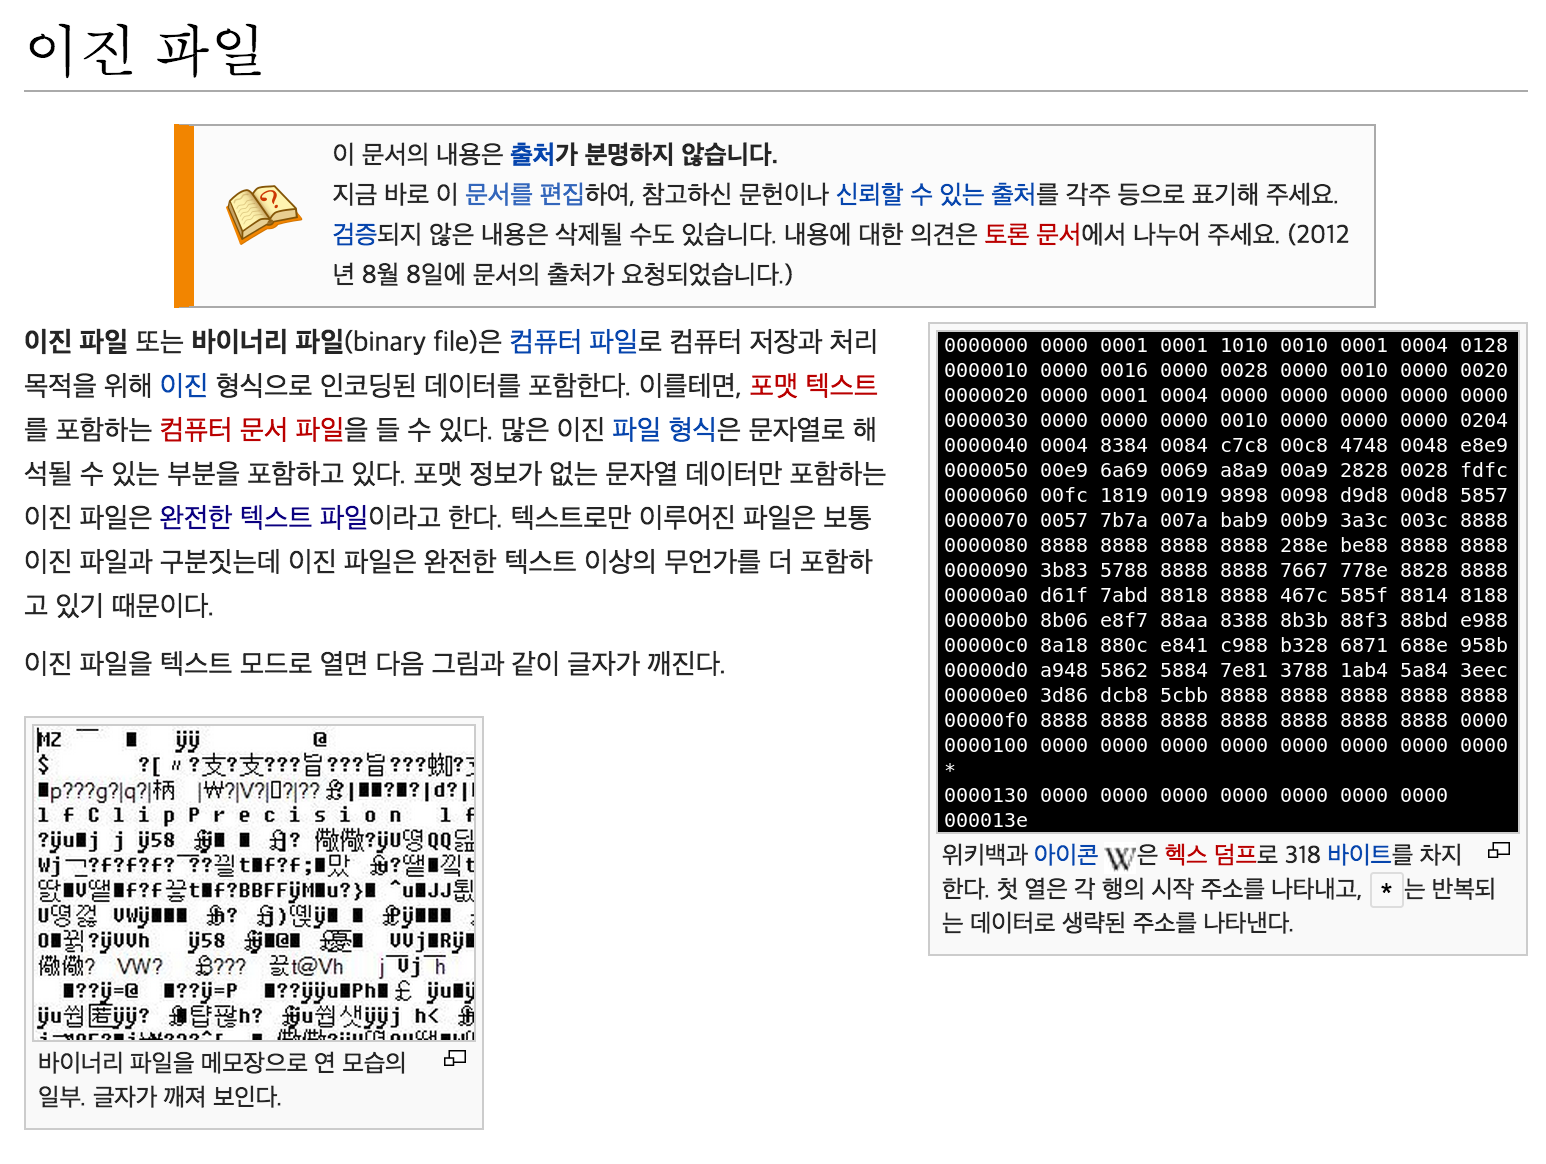 이진 파일
이 문서의 내용은 출처가 분명하지 않습니다.
지금 바로 이 문서를 편집하여, 참고하신 문헌이나 신뢰할 수 있는 출처를 각주 등으로 표기해 주세요.
검증되지 않은 내용은 삭제될 수도 있습니다. 내용에 대한 의견은 토론 문서에서 나누어 주세요. (2012
년 8월 8일에 문서의 출처가 요청되었습니다.)
이진 파일 또는 바이너리 파일(binary file)은 컴퓨터 파일로 컴퓨터 저장과 처리
목적을 위해 이진 형식으로 인코딩된 데이터를 포함한다. 이를테면, 포맷 텍스트
를 포함하는 컴퓨터 문서 파일을 들 수 있다. 많은 이진 파일 형식은 문자열로 해
석될 수 있는 부분을 포함하고 있다. 포맷 정보가 없는 문자열 데이터만 포함하는
이진 파일은 완전한 텍스트 파일이라고 한다. 텍스트로만 이루어진 파일은 보통
이진 파일과 구분짓는데 이진 파일은 완전한 텍스트 이상의 무언가를 더 포함하
고 있기 때문이다.
이진 파일을 텍스트 모드로 열면 다음 그림과 같이 글자가 깨진다.
MZ ÿÿ @
l f C l i p P r e c i s i o n l f
바이너리 파일을 메모장으로 연 모습의
일부. 글자가 깨져 보인다.
0000000 0000 0001 0001 1010 0010 0001 0004 0128
0000010 0000 0016 0000 0028 0000 0010 0000 0020
0000020 0000 0001 0004 0000 0000 0000 0000 0000
0000030 0000 0000 0000 0010 0000 0000 0000 0204
0000040 0004 8384 0084 c7c8 00c8 4748 0048 e8e9
0000050 00e9 6a69 0069 a8a9 00a9 2828 0028 fdfc
0000060 00fc 1819 0019 9898 0098 d9d8 00d8 5857
0000070 0057 7b7a 007a bab9 00b9 3a3c 003c 8888
0000080 8888 8888 8888 8888 288e be88 8888 8888
0000090 3b83 5788 8888 8888 7667 778e 8828 8888
00000a0 d61f 7abd 8818 8888 467c 585f 8814 8188
00000b0 8b06 e8f7 88aa 8388 8b3b 88f3 88bd e988
00000c0 8a18 880c e841 c988 b328 6871 688e 958b
00000d0 a948 5862 5884 7e81 3788 1ab4 5a84 3eec
00000e0 3d86 dcb8 5cbb 8888 8888 8888 8888 8888
00000f0 8888 8888 8888 8888 8888 8888 8888 0000
0000100 0000 0000 0000 0000 0000 0000 0000 0000
*
0000130 0000 0000 0000 0000 0000 0000 0000
000013e
위키백과 아이콘 W은 헥스 덤프로 318 바이트를 차지
한다. 첫 열은 각 행의 시작 주소를 나타내고, *는 반복되
는 데이터로 생략된 주소를 나타낸다.